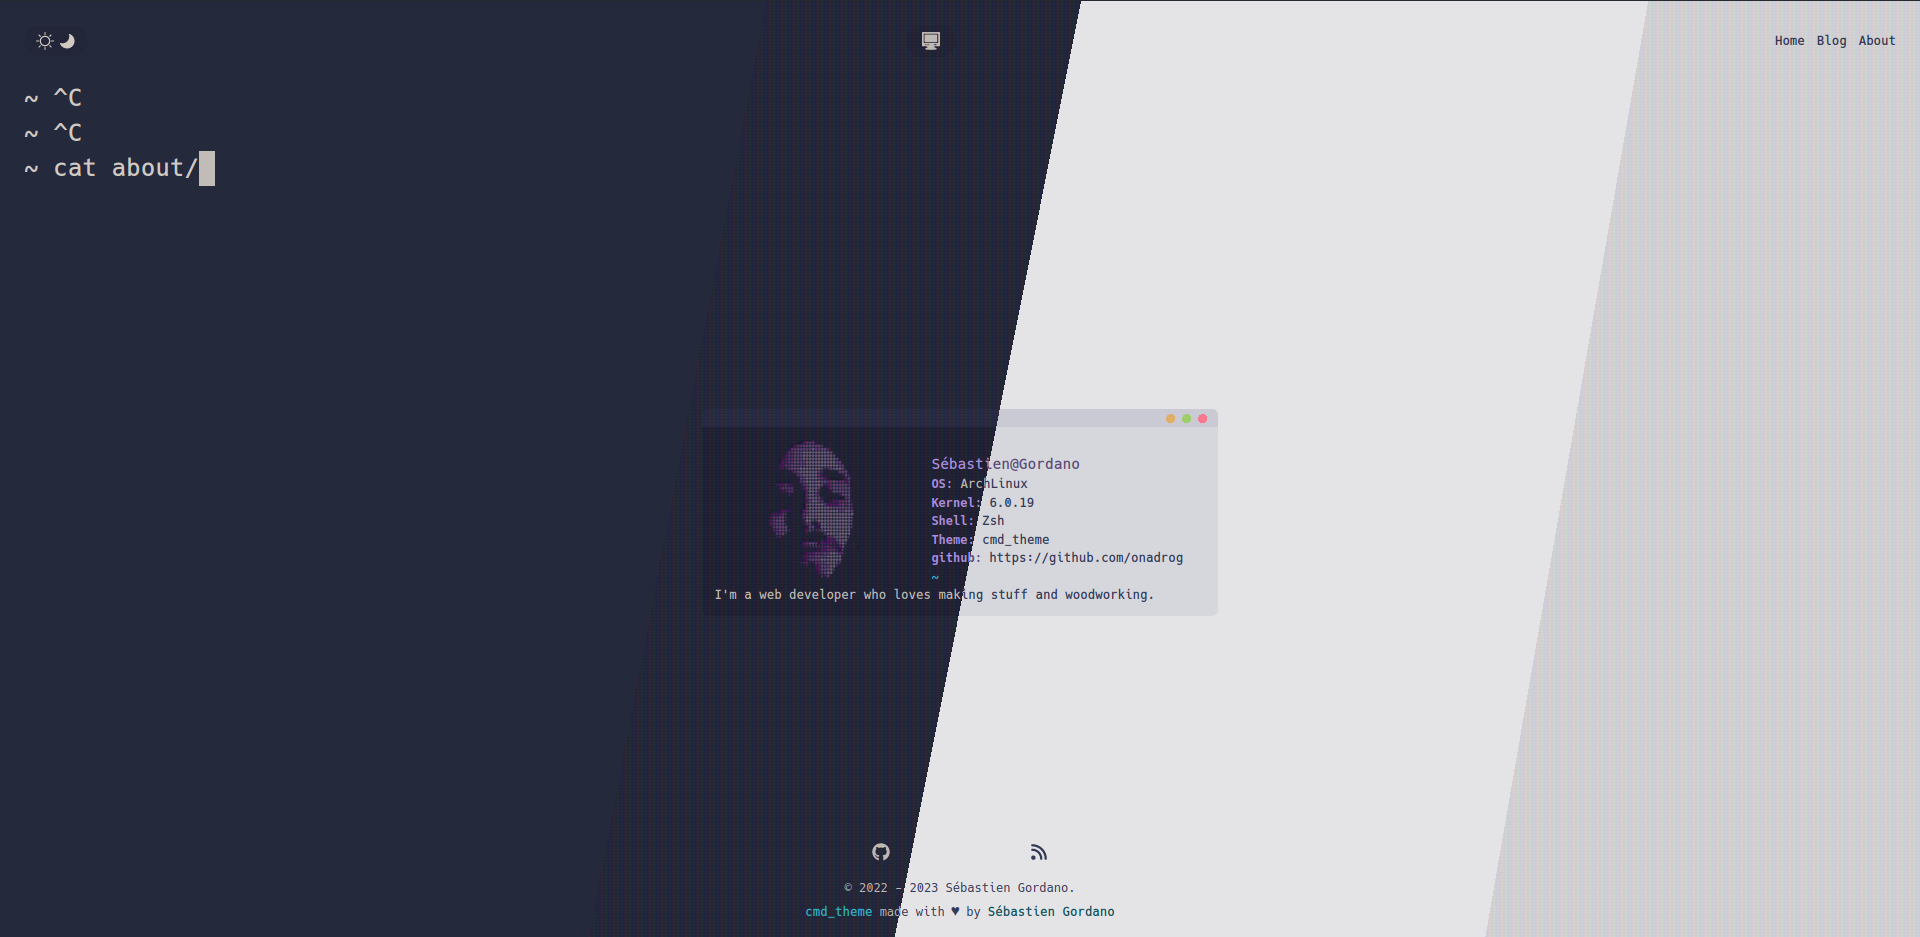 Home Blog About
~ ^C
~ ^C
~ cat about/
Sébastien@Gordano
OS: ArchLinux
Kernel: 6.0.19
Shell: Zsh
Theme: cmd_theme
github: https://github.com/onadrog
~
I'm a web developer who loves making stuff and woodworking.
© 2022 - 2023 Sébastien Gordano.
cmd_theme made with ♥ by Sébastien Gordano